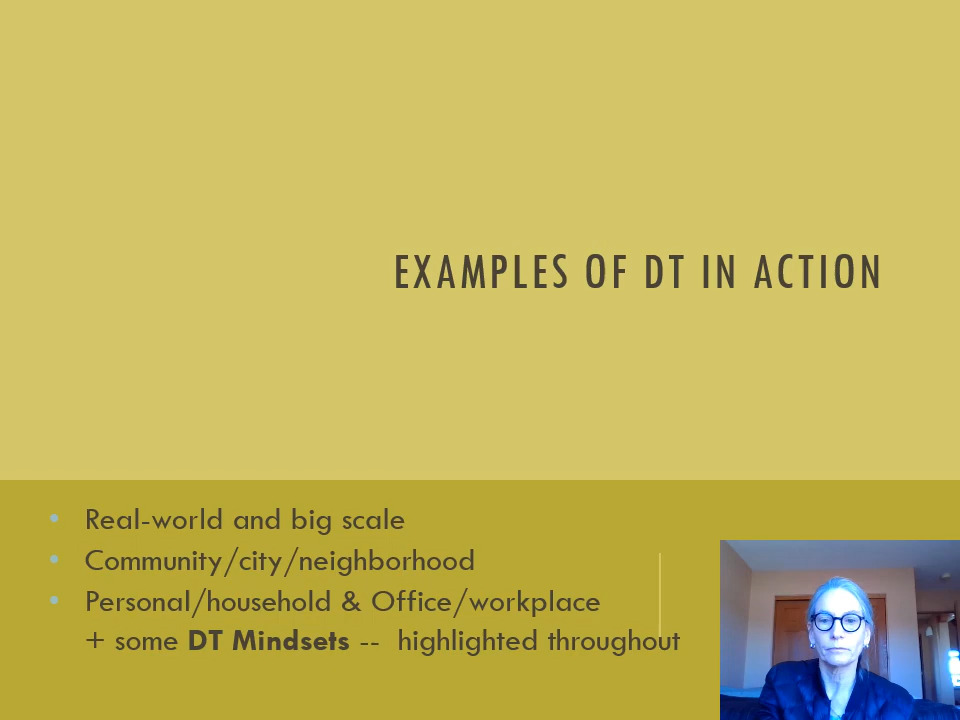 EXAMPLES OF DT IN ACTION
• Real-world and big scale
• Community/city/neighborhood
• Personal/household & Office/workplace
+ some DT Mindsets -- highlighted throughout